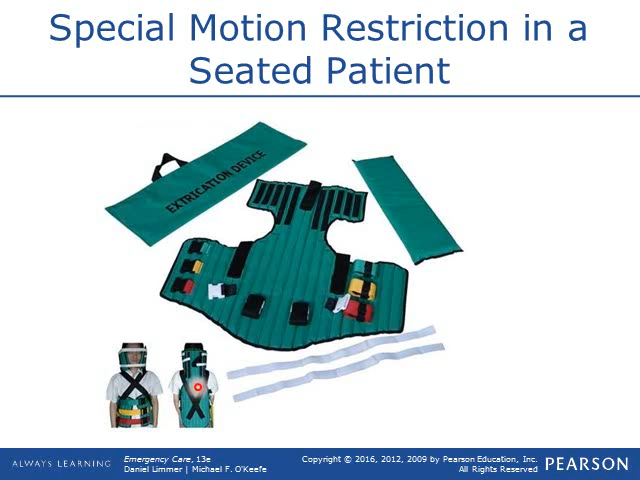 Special Motion Restriction in a
Seated Patient
EXTRICATION DEVICE
ALWAYS LEARNING
Emergency Care, 13e
Daniel Limmer | Michael F. O'Keefe
Copyright © 2016, 2012, 2009 by Pearson Education, Inc.
All Rights Reserved
PEARSON